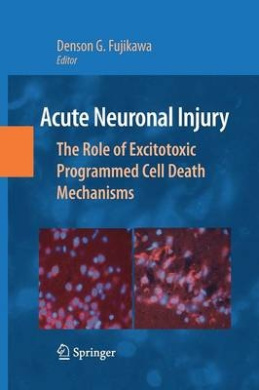 Denson G. Fujikawa
Editor
Acute Neuronal Injury
The Role of Excitotoxic
Programmed Cell Death
Mechanisms
Springer